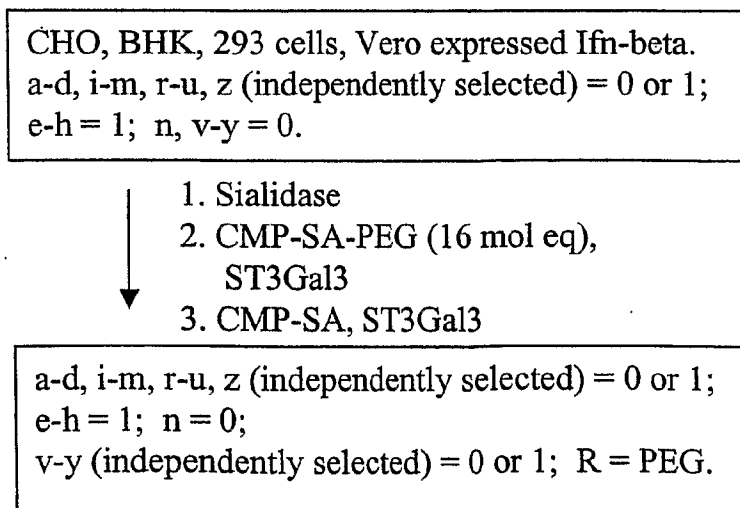 CHO, BHK, 293 cells, Vero expressed Ifn-beta.
a-d, i-m, r-u, z (independently selected) = 0 or 1;
e-h = 1; n, v-y = 0.
1. Sialidase
2. CMP-SA-PEG (16 mol eq),
ST3Gal3
3. CMP-SA, ST3Gal3
a-d, i-m, r-u, z (independently selected) = 0 or 1;
e-h = 1; n = 0;
v-y (independently selected) = 0 or 1; R = PEG.